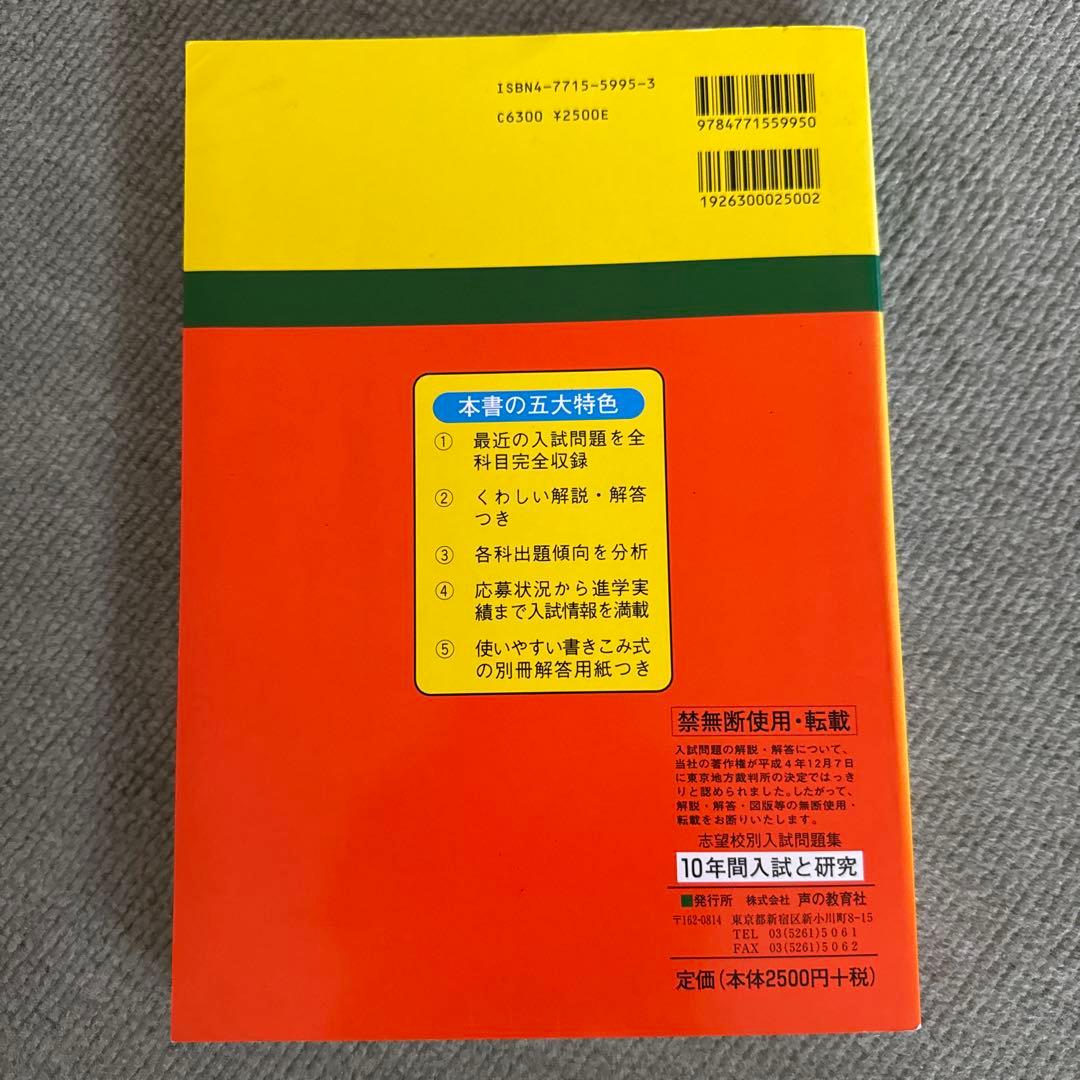 ISBN4-7715-5995-3
C6300 ¥2500E
9784771559950
1926300025002
本書の五大特色
① 最近の入試問題を全
科目完全収録
② くわしい解説・解答
つき
③ 各科出題傾向を分析
④ 応募状況から進学実
績まで入試情報を満載
⑤ 使いやすい書きこみ式
の別冊解答用紙つき
禁無断使用・転載
入試問題の解説・解答について、
当社の著作権が平成4年12月7日
に東京地方裁判所の決定ではっき
りと認められました。したがって、
解説・解答・図版等の無断使用・
転載をお断りいたします。
志望校別入試問題集
10年間入試と研究
■発行所 株式会社 声の教育社
〒162-0814 東京都新宿区新小川町8-15
TEL 03(5261)5061
FAX 03(5261)5062
定価(本体2500円+税)